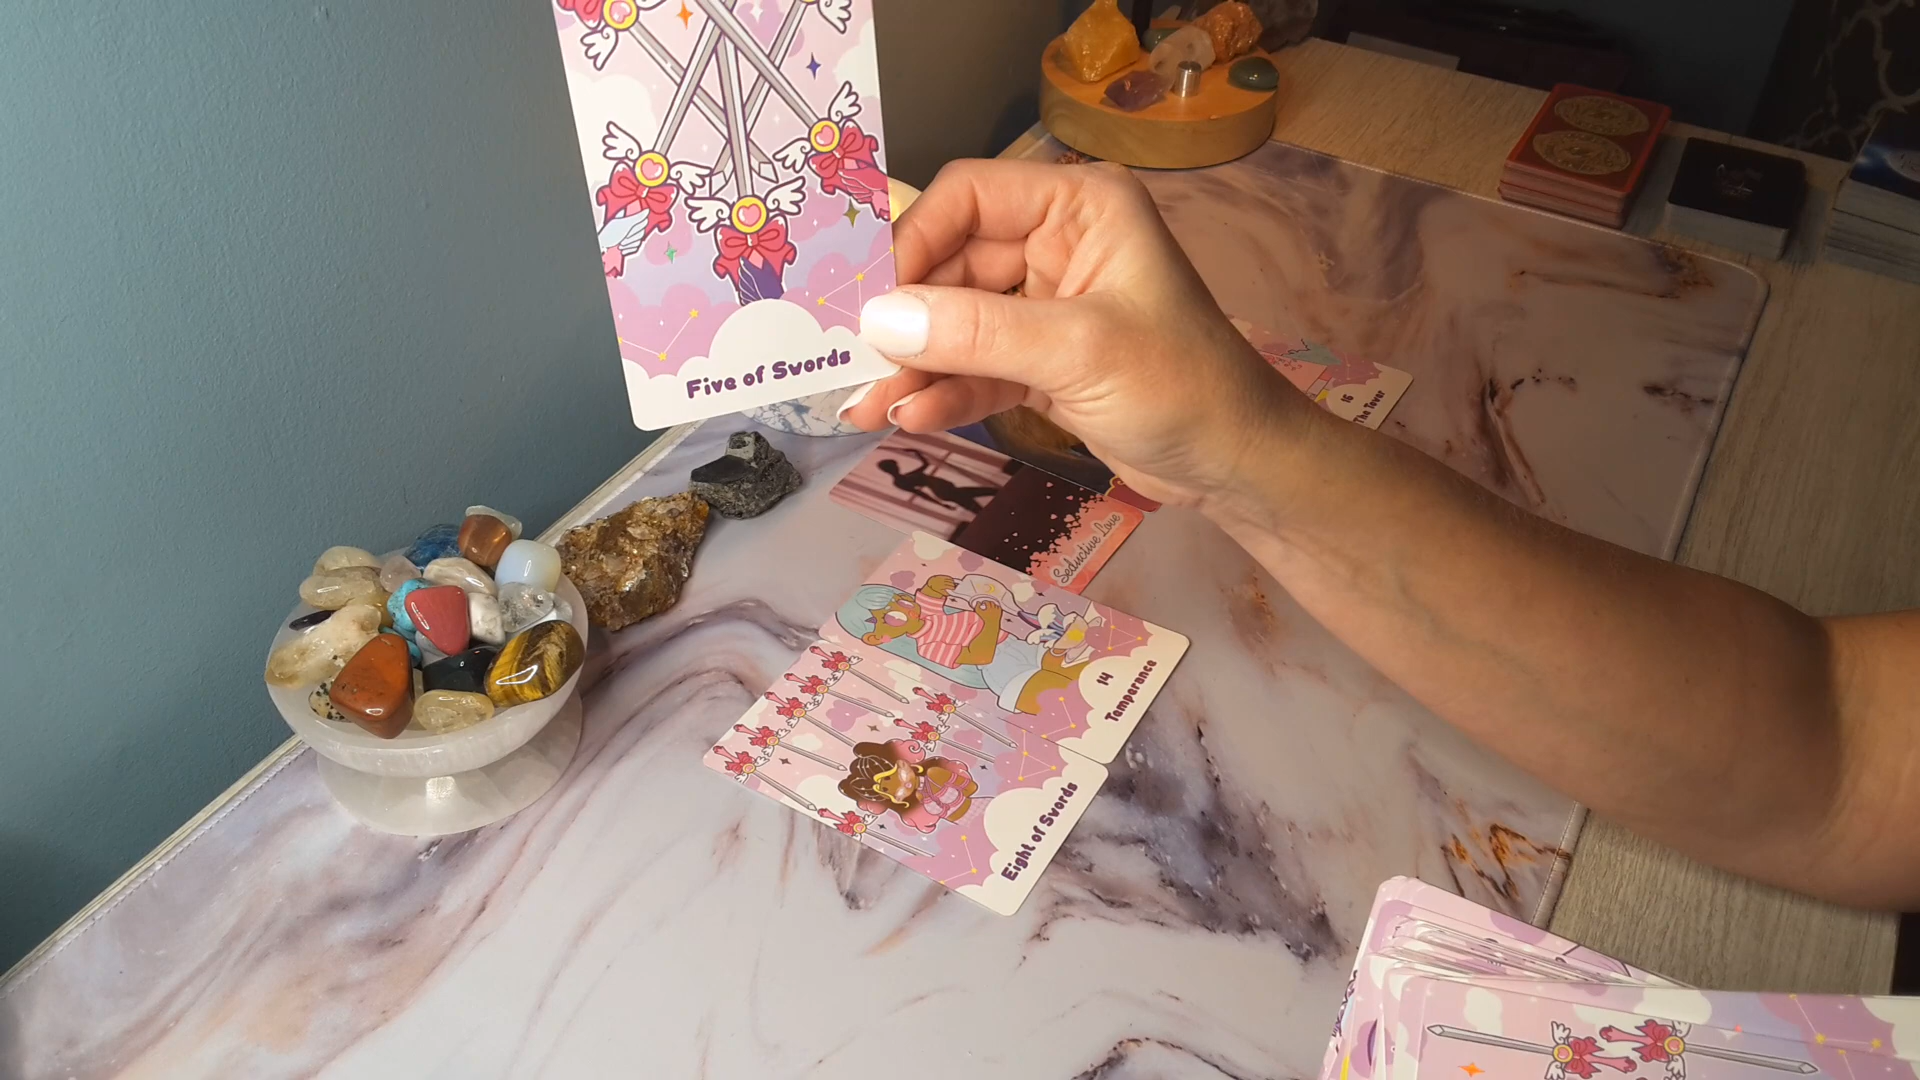 Five of Swords
16
The Tower
Seductive Love
14
Temperance
Eight of Swords